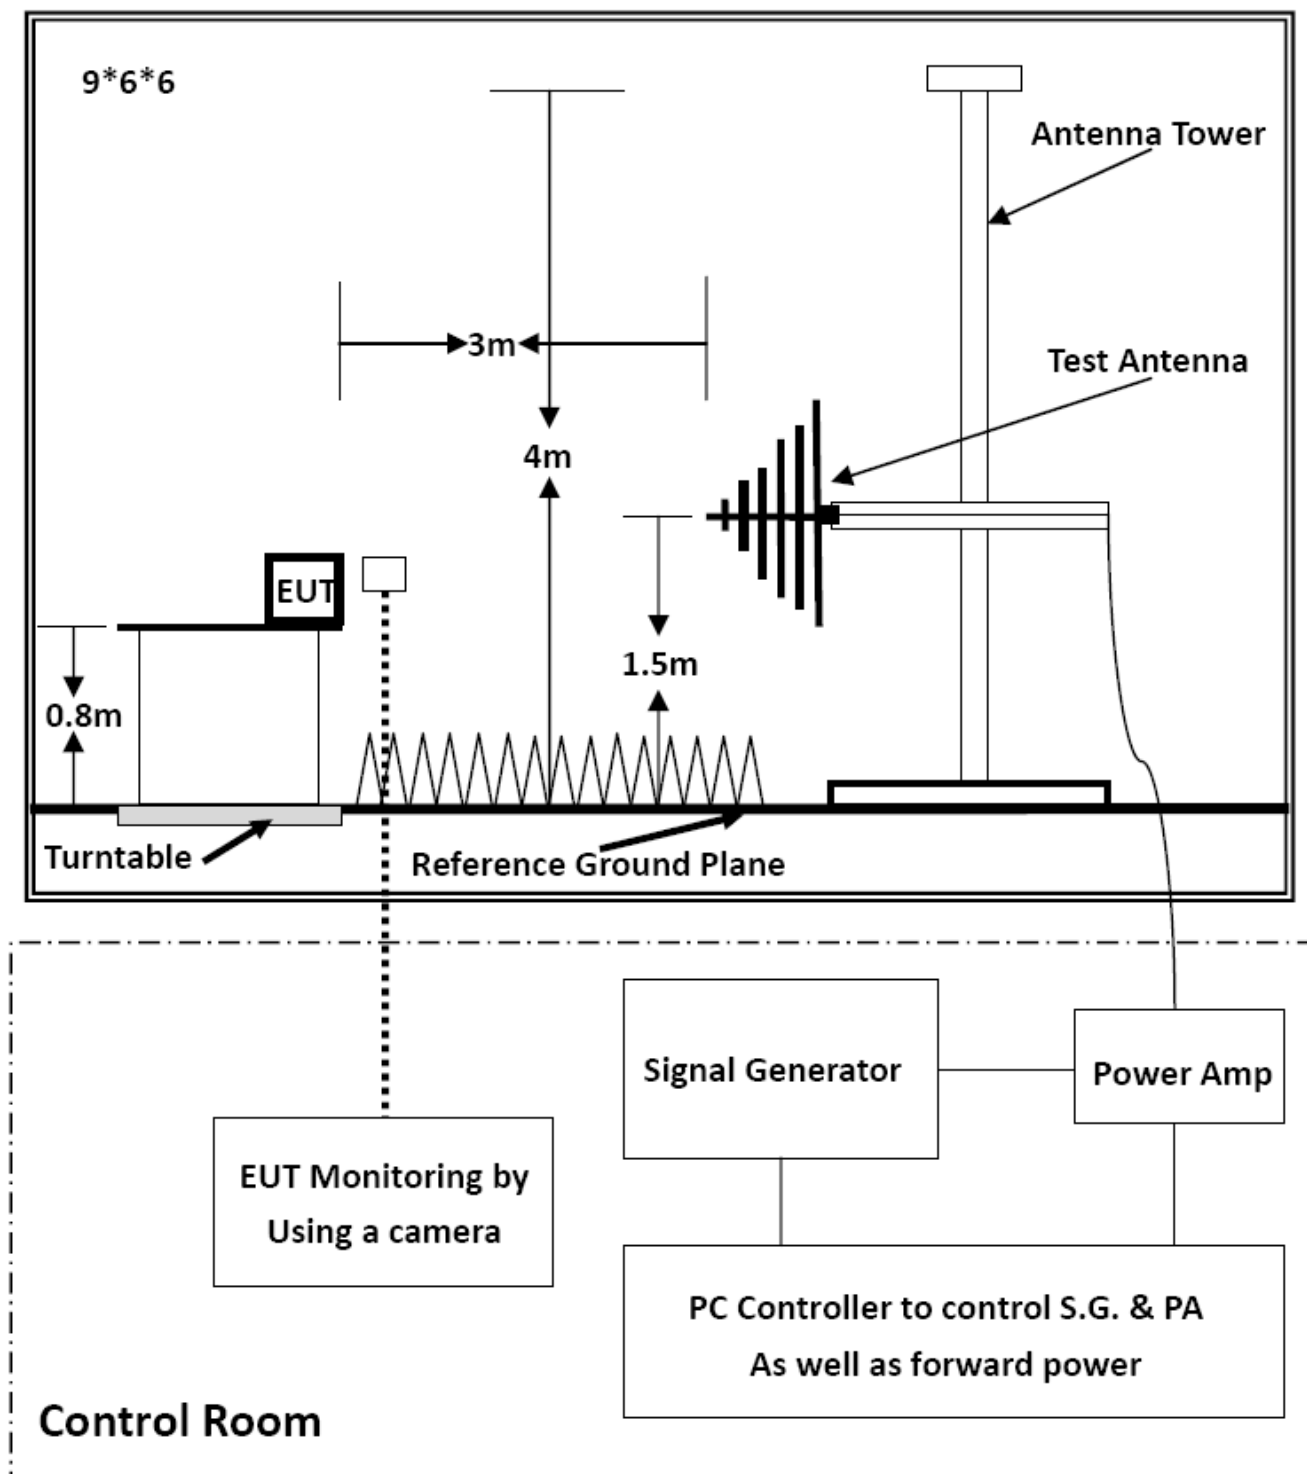 9*6*6
Antenna Tower
3m
Test Antenna
4m
EUT
1.5m
0.8m
Turntable
Reference Ground Plane
Signal Generator
Power Amp
EUT Monitoring by
Using a camera
PC Controller to control S.G. & PA
As well as forward power
Control Room